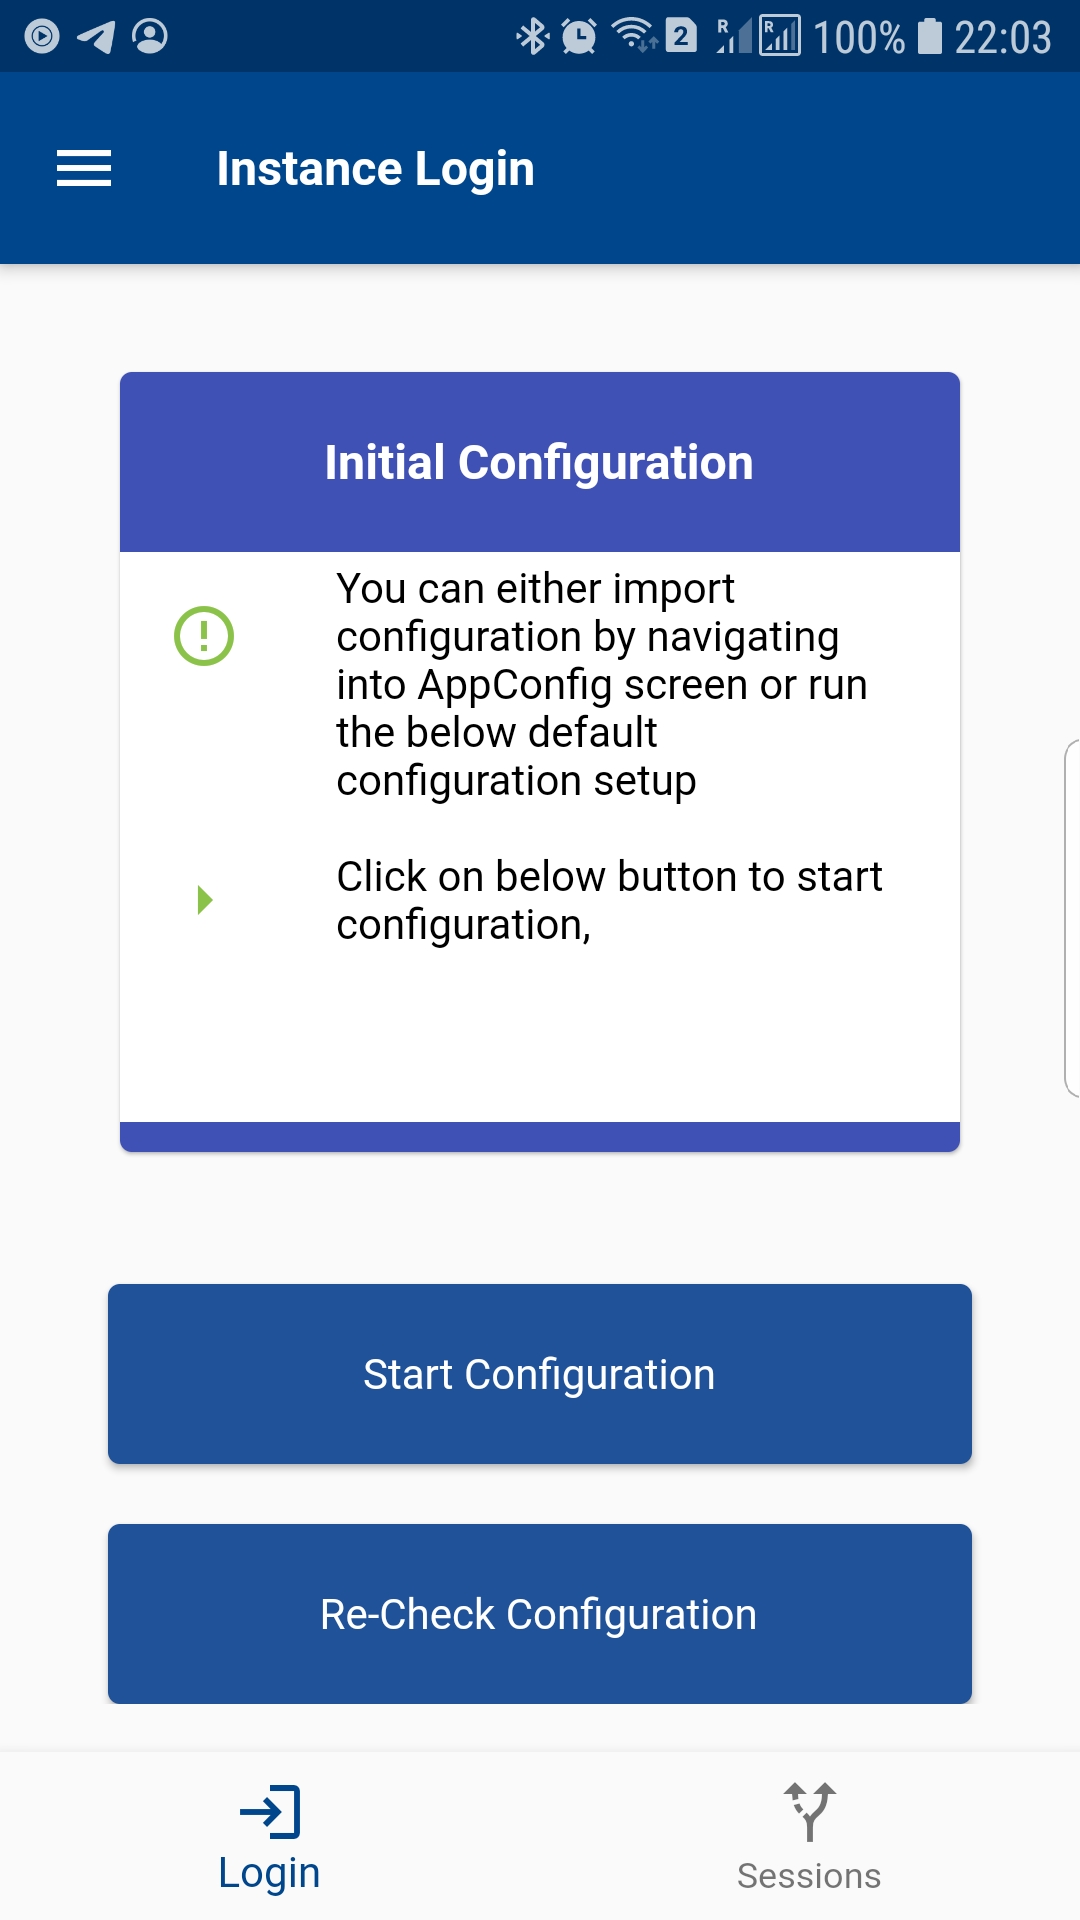 R R 100% 22:03
2
Instance Login
Initial Configuration
You can either import
configuration by navigating
into AppConfig screen or run
the below default
configuration setup
Click on below button to start
configuration,
Start Configuration
Re-Check Configuration
Login
Sessions